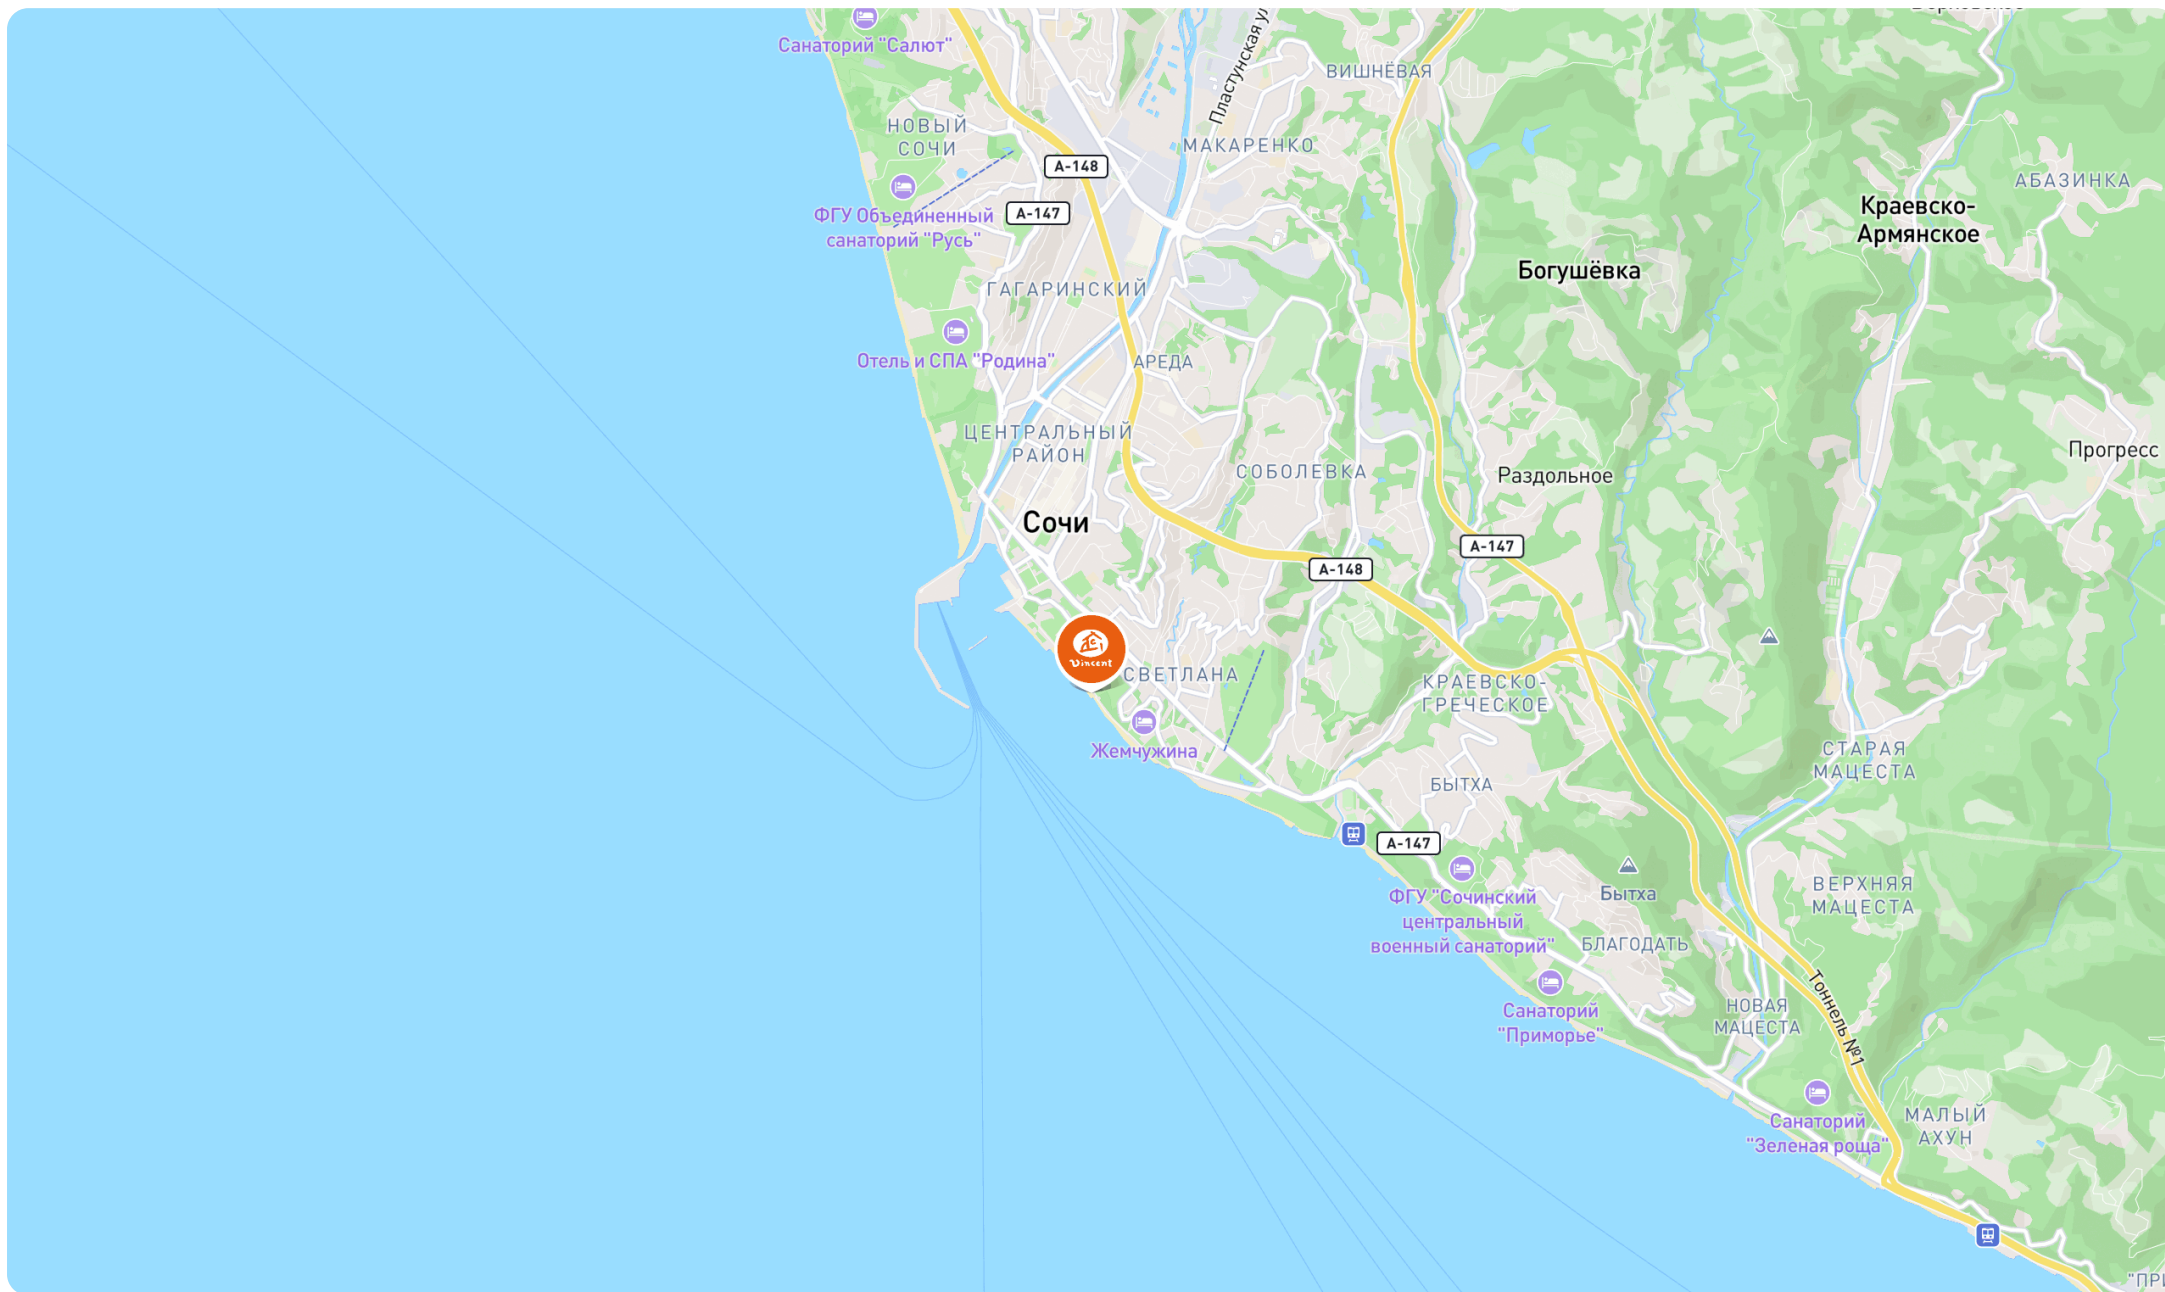 Санаторий "Салют"
Пластунская ул
ВИШНЁВАЯ
НОВЫЙ
СОЧИ
МАКАРЕНКО
А-148
АБАЗИНКА
ФГУ Объединенный
санаторий "Русь"
А-147
Краевско-
Армянское
Богушёвка
ГАГАРИНСКИЙ
Отель и СПА "Родина"
АРЕДА
ЦЕНТРАЛЬНЫЙ
РАЙОН
СОБОЛЕВКА
Раздольное
Прогресс
Сочи
А-148
А-147
Vincent
СВЕТЛАНА
КРАЕВСКО-
ГРЕЧЕСКОЕ
Жемчужина
БЫТХА
СТАРАЯ
МАЦЕСТА
А-147
ФГУ "Сочинский
центральный
военный санаторий"
Бытха
ВЕРХНЯЯ
МАЦЕСТА
БЛАГОДАТЬ
Санаторий
"Приморье"
НОВАЯ
МАЦЕСТА
Тоннель №1
Санаторий
"Зеленая роща"
МАЛЫЙ
АХУН
"ПРИ